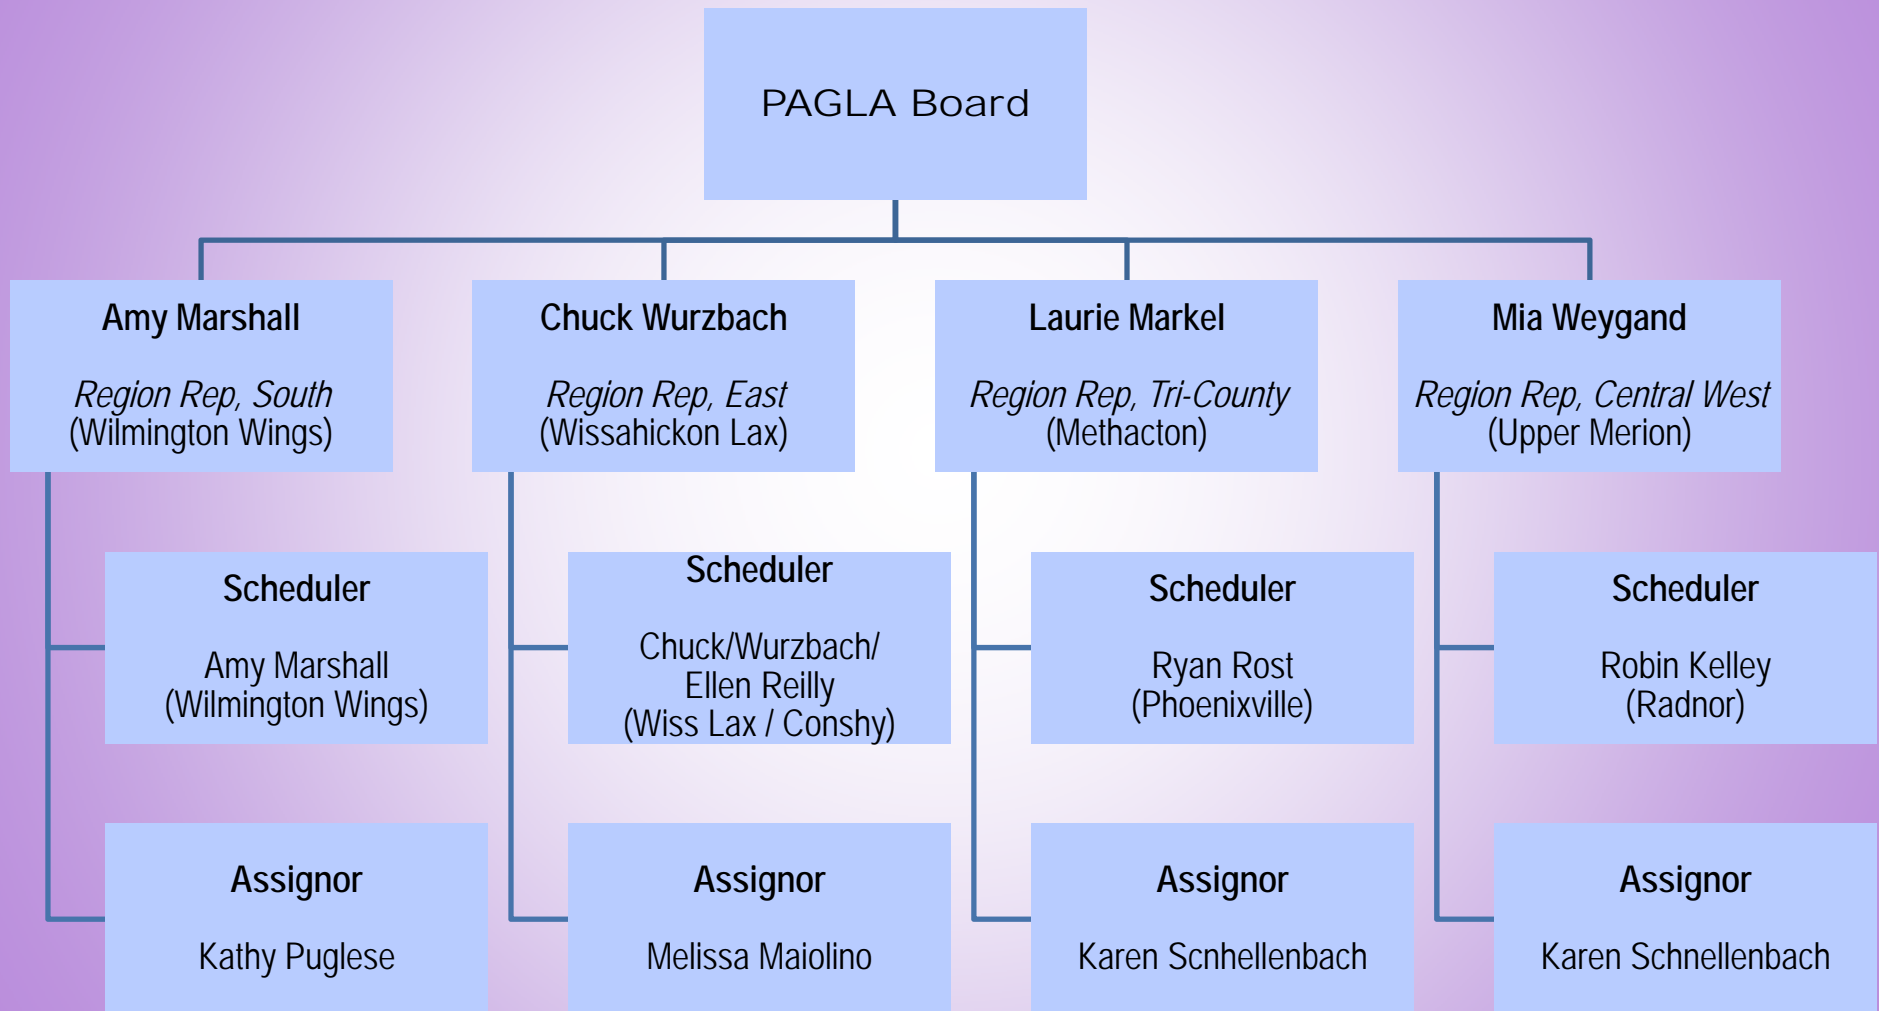 PAGLA Board
Amy Marshall
Region Rep, South
(Wilmington Wings)
Chuck Wurzbach
Region Rep, East
(Wissahickon Lax)
Laurie Markel
Region Rep, Tri-County
(Methacton)
Mia Weygand
Region Rep, Central West
(Upper Merion)
Scheduler
Amy Marshall
(Wilmington Wings)
Scheduler
Chuck/Wurzbach/
Ellen Reilly
(Wiss Lax / Conshy)
Scheduler
Ryan Rost
(Phoenixville)
Scheduler
Robin Kelley
(Radnor)
Assignor
Kathy Puglese
Assignor
Melissa Maiolino
Assignor
Karen Scnhellenbach
Assignor
Karen Schnellenbach